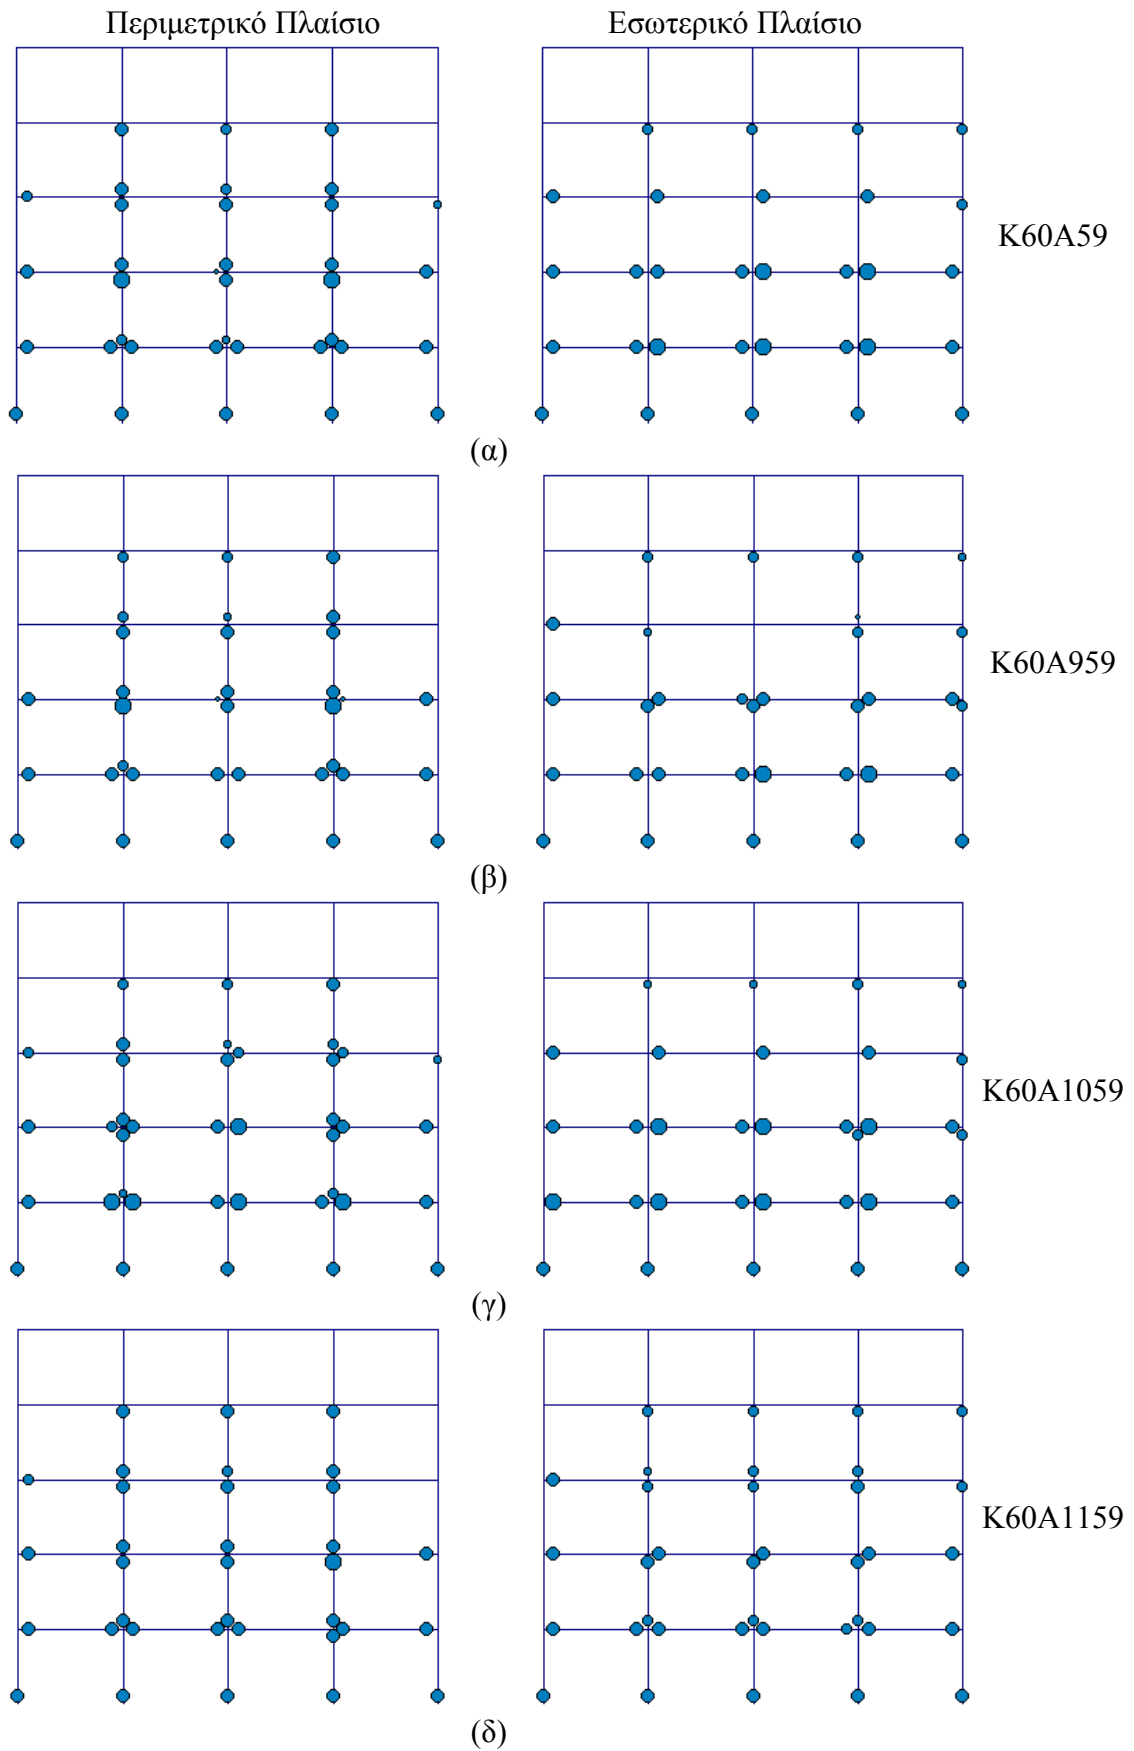 Περιμετρικό Πλαίσιο
Εσωτερικό Πλαίσιο
K60A59
(α)
K60A959
(β)
K60A1059
(γ)
K60A1159
(δ)